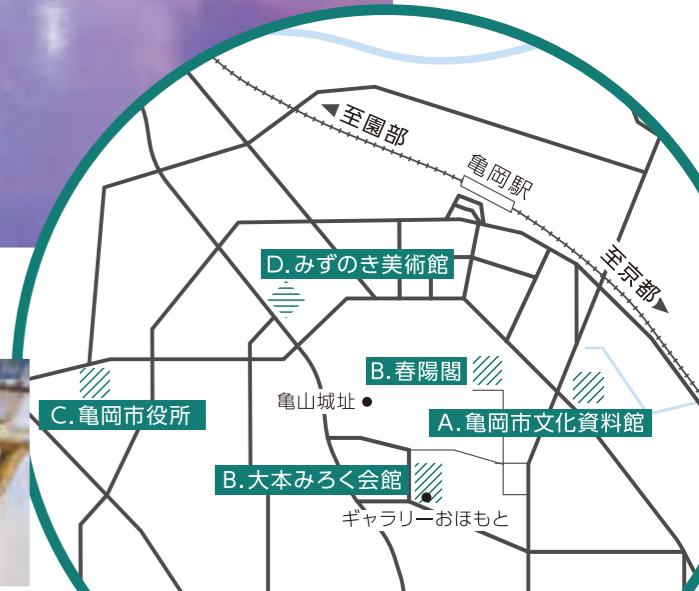 ◀至園部
亀岡駅
至京都▶
D.みずのき美術館
B.春陽閣
亀山城址
C.亀岡市役所
A.亀岡市文化資料館
B.大本みろく会館
ギャラリーおほもと